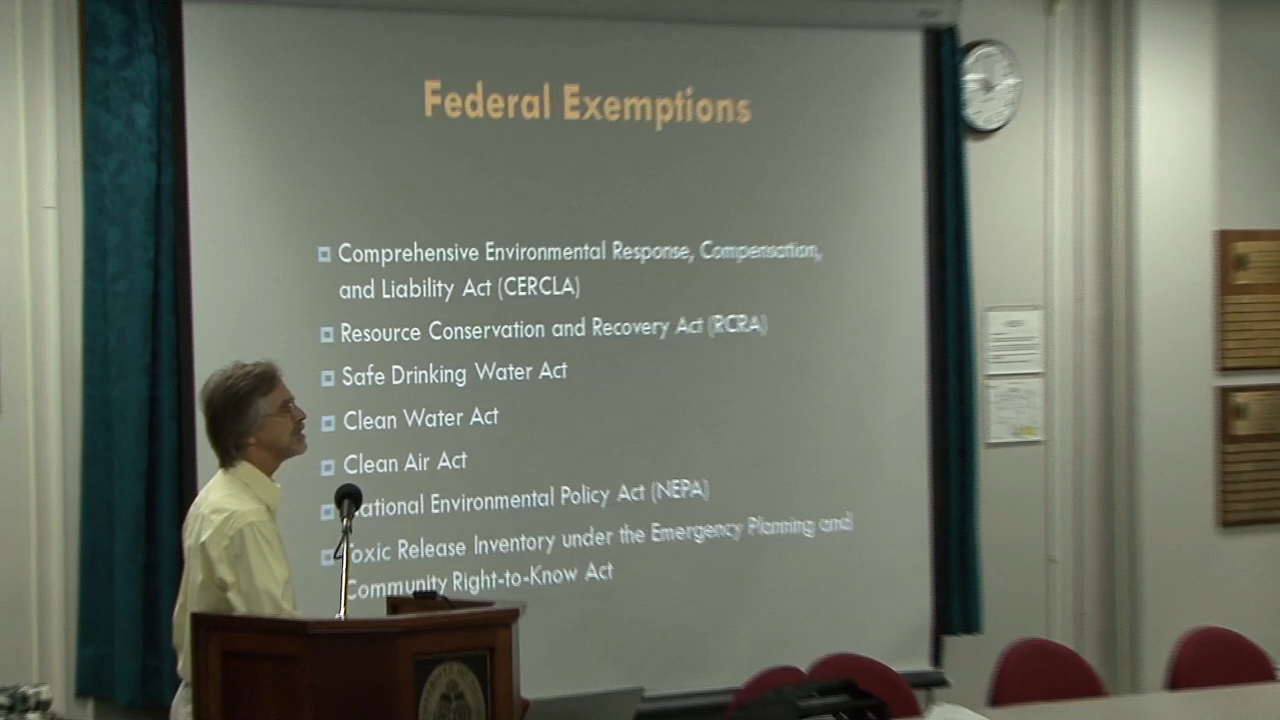 Federal Exemptions
Comprehensive Environmental Response, Compensation,
and Liability Act (CERCLA)
Resource Conservation and Recovery Act (RCRA)
Safe Drinking Water Act
Clean Water Act
Clean Air Act
National Environmental Policy Act (NEPA)
Toxic Release Inventory under the Emergency Planning and
Community Right-to-Know Act